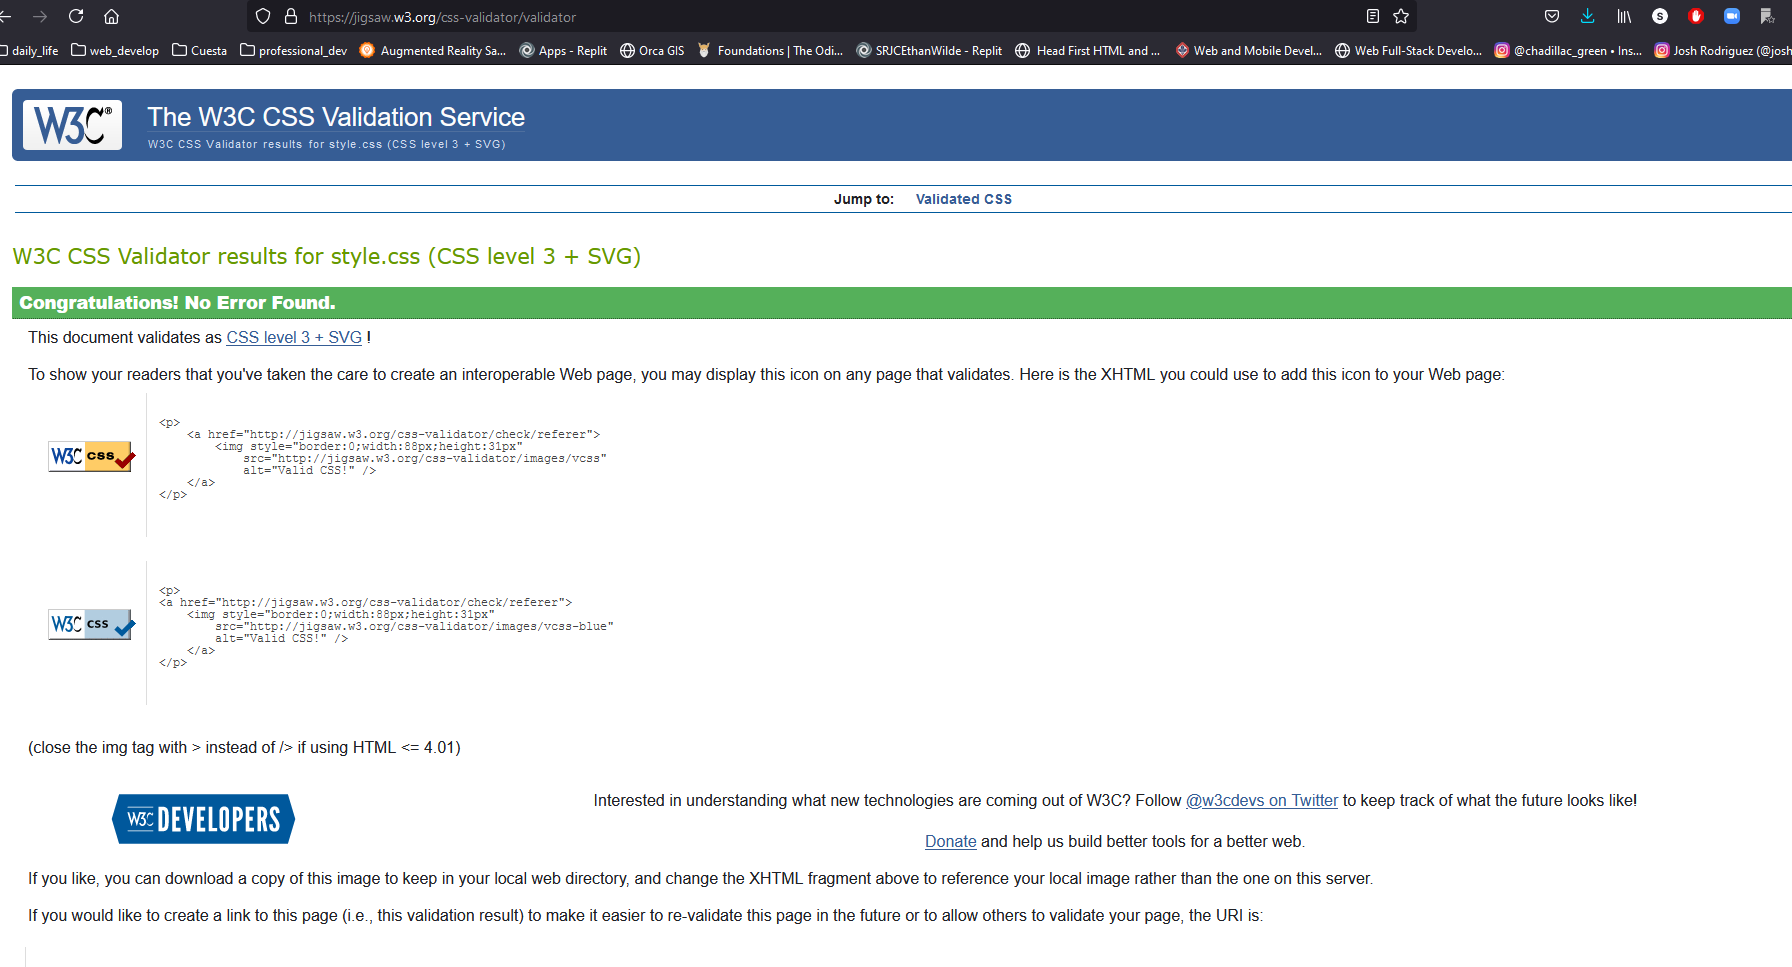 https://jigsaw.w3.org/css-validator/validator
S
daily_life web_develop Cuesta professional_dev Augmented Reality Sa... Apps - Replit Orca GIS Foundations | The Odi... SRJCEthanWilde - Replit Head First HTML and ... Web and Mobile Devel... Web Full-Stack Develo... @chadillac_green • Ins... Josh Rodriguez (@josh
W3C®
The W3C CSS Validation Service
W3C CSS Validator results for style.css (CSS level 3 + SVG)
Jump to: Validated CSS
W3C CSS Validator results for style.css (CSS level 3 + SVG)
Congratulations! No Error Found.
This document validates as CSS level 3 + SVG !
To show your readers that you've taken the care to create an interoperable Web page, you may display this icon on any page that validates. Here is the XHTML you could use to add this icon to your Web page:
W3C css
<p>
<a href="http://jigsaw.w3.org/css-validator/check/referer">
<img style="border:0;width:88px;height:31px"
src="http://jigsaw.w3.org/css-validator/images/vcss"
alt="Valid CSS!" />
</a>
</p>
W3C css
<p>
<a href="http://jigsaw.w3.org/css-validator/check/referer">
<img style="border:0;width:88px;height:31px"
src="http://jigsaw.w3.org/css-validator/images/vcss-blue"
alt="Valid CSS!" />
</a>
</p>
(close the img tag with > instead of /> if using HTML <= 4.01)
W3C DEVELOPERS
Interested in understanding what new technologies are coming out of W3C? Follow @w3cdevs on Twitter to keep track of what the future looks like!
Donate and help us build better tools for a better web.
If you like, you can download a copy of this image to keep in your local web directory, and change the XHTML fragment above to reference your local image rather than the one on this server.
If you would like to create a link to this page (i.e., this validation result) to make it easier to re-validate this page in the future or to allow others to validate your page, the URI is: